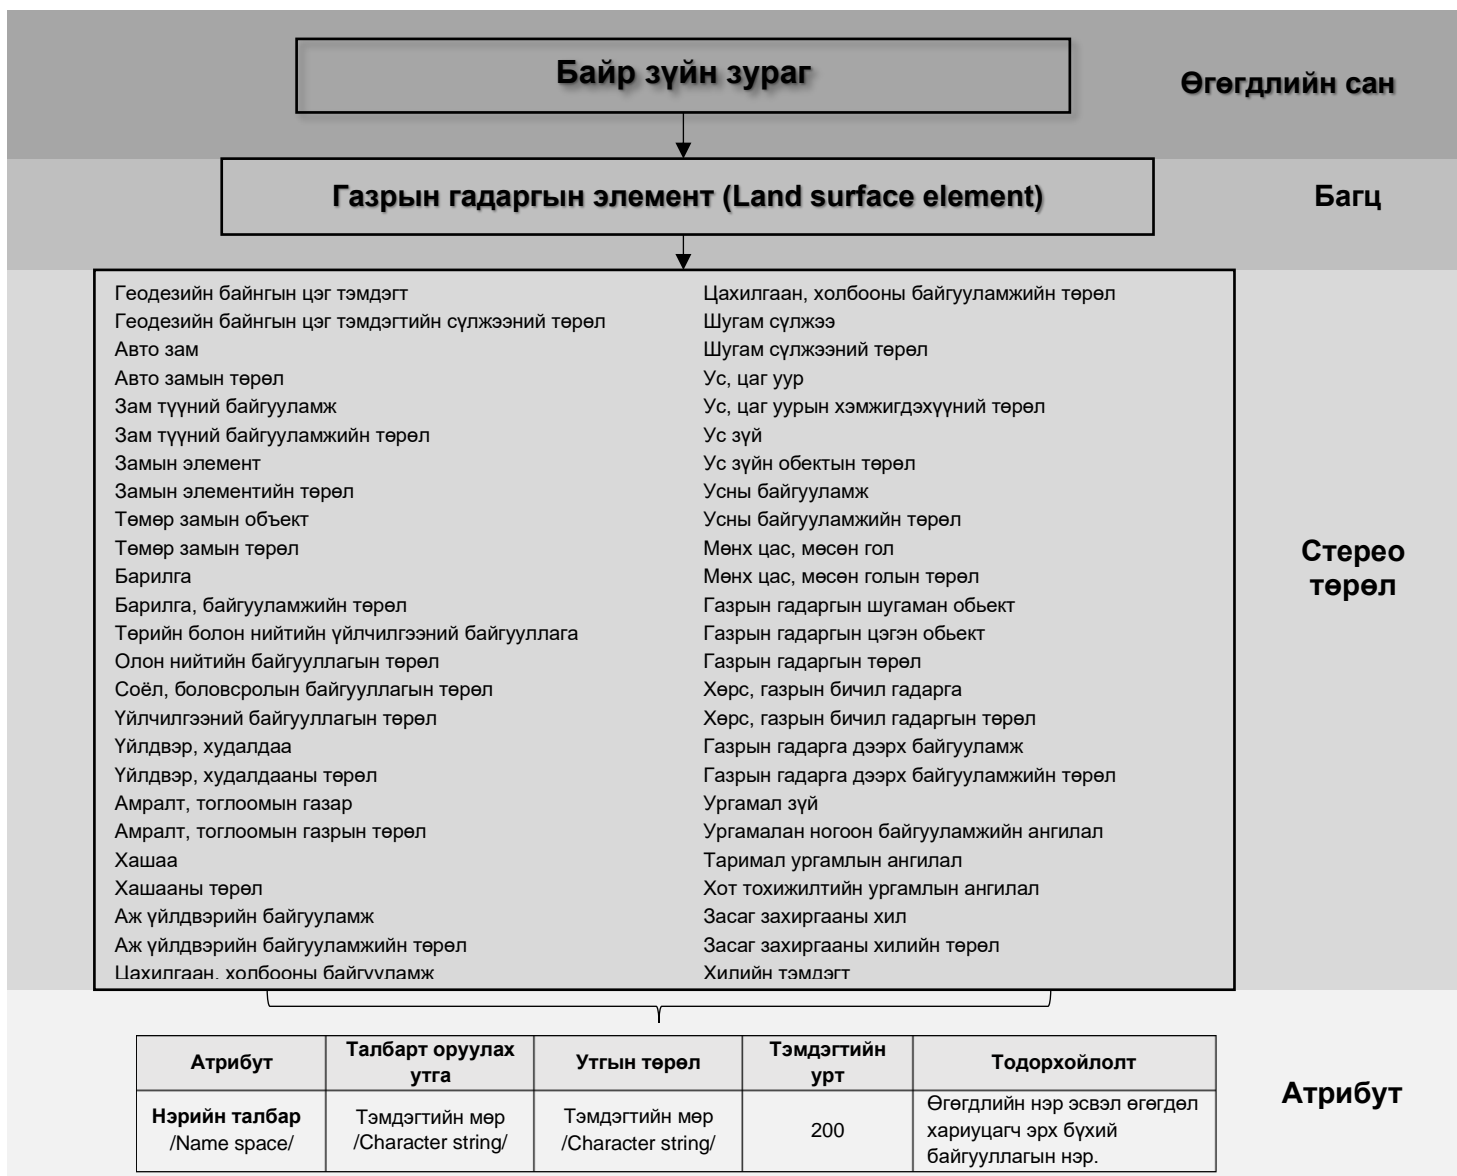 Байр зүйн зураг
Өгөгдлийн сан
Газрын гадаргын элемент (Land surface element)
Багц
Геодезийн байнгын цэг тэмдэгт
Геодезийн байнгын цэг тэмдэгтийн сүлжээний төрөл
Авто зам
Авто замын төрөл
Зам түүний байгууламж
Зам түүний байгууламжийн төрөл
Замын элемент
Замын элементийн төрөл
Төмөр замын объект
Төмөр замын төрөл
Барилга
Барилга, байгууламжийн төрөл
Төрийн болон нийтийн үйлчилгээний байгууллага
Олон нийтийн байгууллагын төрөл
Соёл, боловсролын байгууллагын төрөл
Үйлчилгээний байгууллагын төрөл
Үйлдвэр, худалдаа
Үйлдвэр, худалдааны төрөл
Амралт, тоглоомын газар
Амралт, тоглоомын газрын төрөл
Хашаа
Хашааны төрөл
Аж үйлдвэрийн байгууламж
Аж үйлдвэрийн байгууламжийн төрөл
Цахилгаан, холбооны байгууламж
Цахилгаан, холбооны байгууламжийн төрөл
Шугам сүлжээ
Шугам сүлжээний төрөл
Ус, цаг уур
Ус, цаг уурын хэмжигдэхүүний төрөл
Ус зүй
Ус зүйн обектын төрөл
Усны байгууламж
Усны байгууламжийн төрөл
Мөнх цас, мөсөн гол
Мөнх цас, мөсөн голын төрөл
Газрын гадаргын шугаман обьект
Газрын гадаргын цэгэн обьект
Газрын гадаргын төрөл
Хөрс, газрын бичил гадарга
Хөрс, газрын бичил гадаргын төрөл
Газрын гадарга дээрх байгууламж
Газрын гадарга дээрх байгууламжийн төрөл
Ургамал зүй
Ургамалан ногоон байгууламжийн ангилал
Таримал ургамлын ангилал
Хот тохижилтийн ургамлын ангилал
Засаг захиргааны хил
Засаг захиргааны хилийн төрөл
Хилийн тэмдэгт
Стерео
төрөл
Атрибут
Талбарт оруулах
утга
Утгын төрөл
Тэмдэгтийн
урт
Тодорхойлолт
Нэрийн талбар
/Name space/
Тэмдэгтийн мөр
/Character string/
Тэмдэгтийн мөр
/Character string/
200
Өгөгдлийн нэр эсвэл өгөгдөл
хариуцагч эрх бүхий
байгууллагын нэр.
Атрибут